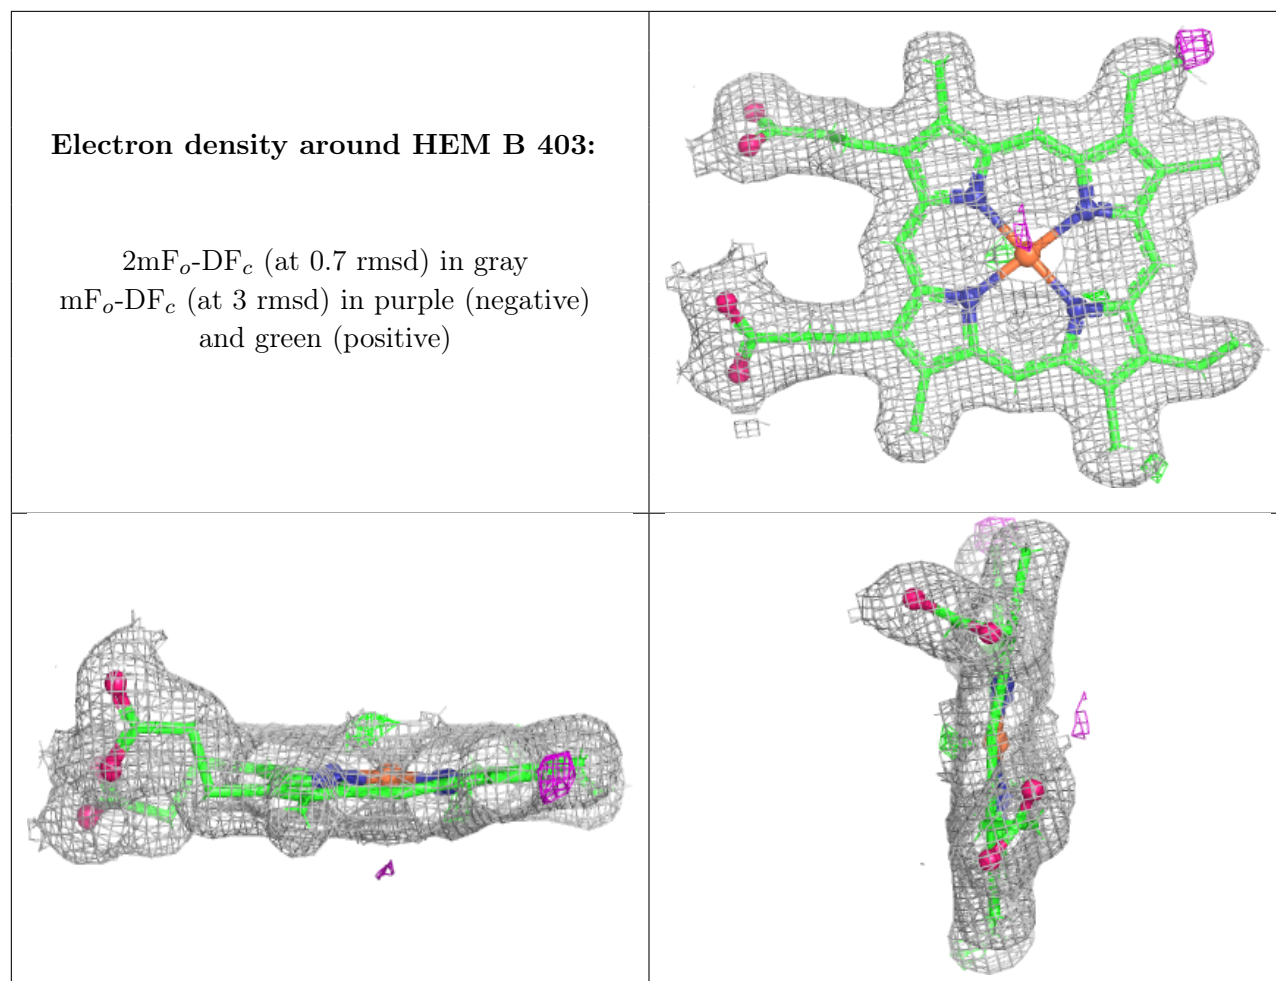 Electron density around HEM B 403:
2mFo-DFc (at 0.7 rmsd) in gray
mFo-DFc (at 3 rmsd) in purple (negative)
and green (positive)